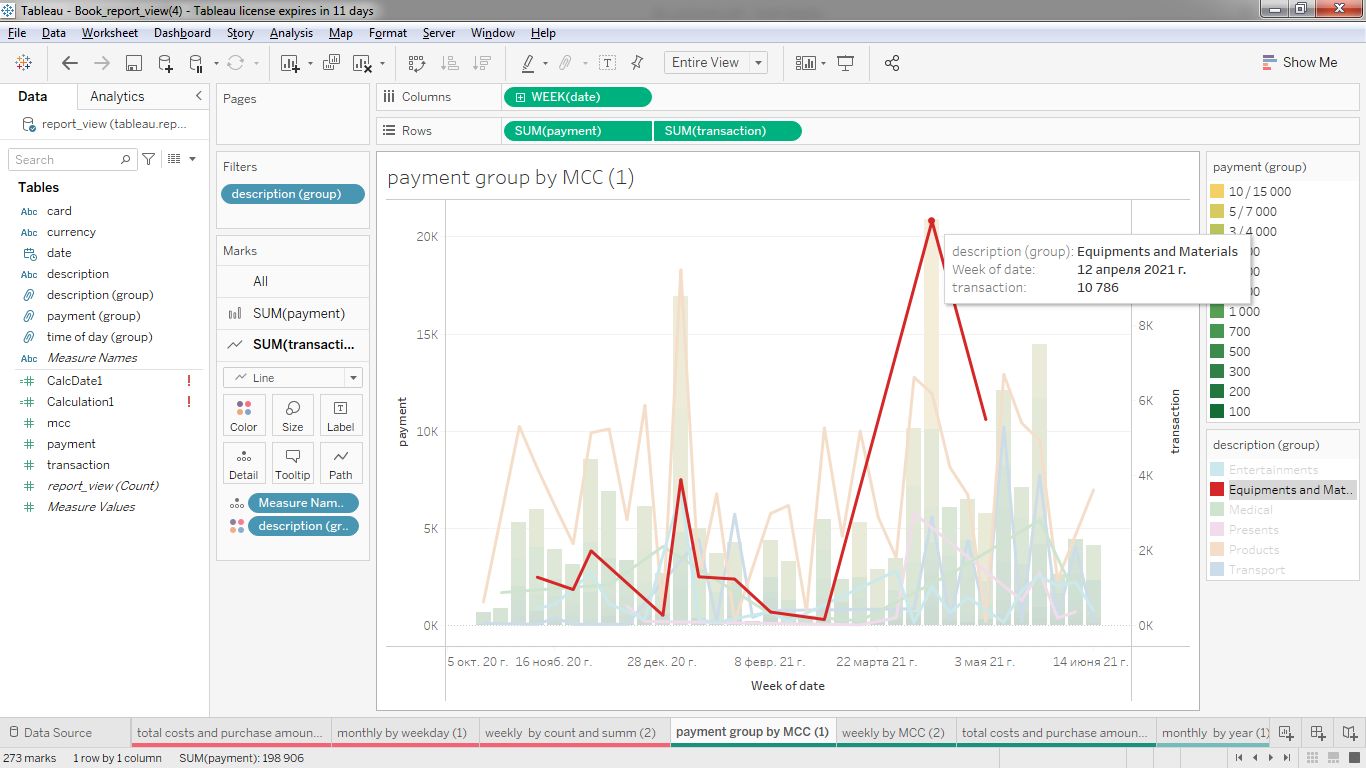 Tableau - Book_report_view(4) - Tableau license expires in 11 days
File Data Worksheet Dashboard Story Analysis Map Format Server Window Help
Entire View
Show Me
Data Analytics
report_view (tableau.rep...
Search
Tables
Abc card
Abc currency
date
Abc description
description (group)
payment (group)
time of day (group)
Abc Measure Names
CalcDate1 !
Calculation1 !
mcc
payment
transaction
report_view (Count)
Measure Values
Pages
Filters
description (group)
Marks
All
SUM(payment)
SUM(transacti...
Line
Color Size Label
Detail Tooltip Path
Measure Nam..
description (gr..
Columns WEEK(date)
Rows SUM(payment) SUM(transaction)
payment group by MCC (1)
20K
15K
10K
5K
0K
payment
8K
6K
4K
2K
0K
transaction
description (group): Equipments and Materials
Week of date: 12 апреля 2021 г.
transaction: 10 786
5 окт. 20 г. 16 нояб. 20 г. 28 дек. 20 г. 8 февр. 21 г. 22 марта 21 г. 3 мая 21 г. 14 июня 21 г.
Week of date
payment (group)
10 / 15 000
5 / 7 000
3 / 4 000
1 000
700
500
300
200
100
description (group)
Entertainments
Equipments and Mat..
Medical
Presents
Products
Transport
Data Source total costs and purchase amoun... monthly by weekday (1) weekly by count and summ (2) payment group by MCC (1) weekly by MCC (2) total costs and purchase amoun... monthly by year (1)
273 marks 1 row by 1 column SUM(payment): 198 906